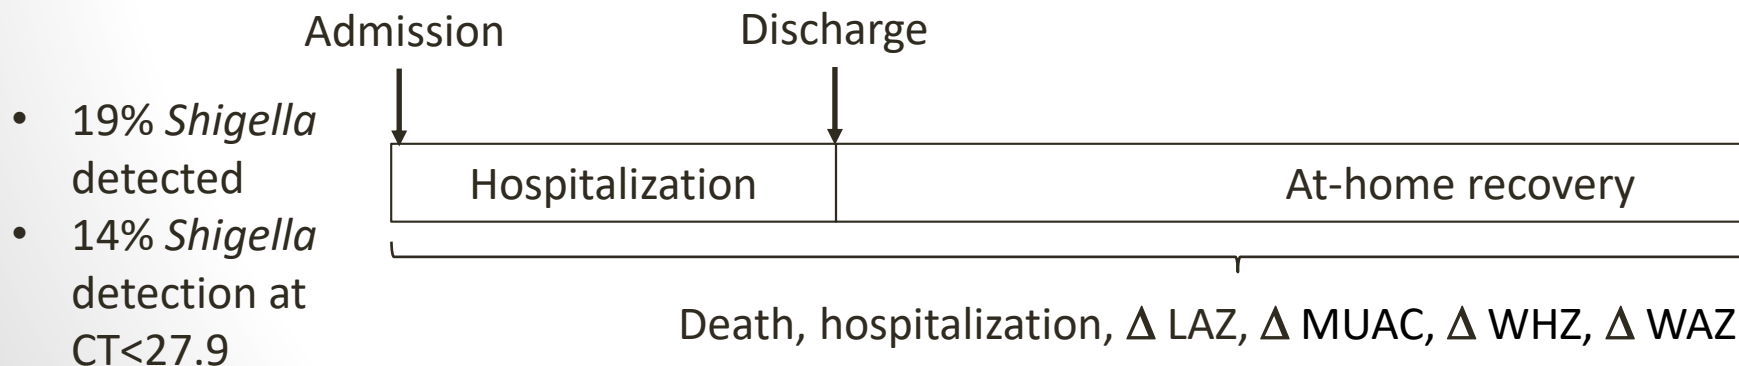 Admission
Discharge
• 19% Shigella
detected
• 14% Shigella
detection at
CT<27.9
Hospitalization
At-home recovery
Death, hospitalization, Δ LAZ, Δ MUAC, Δ WHZ, Δ WAZ